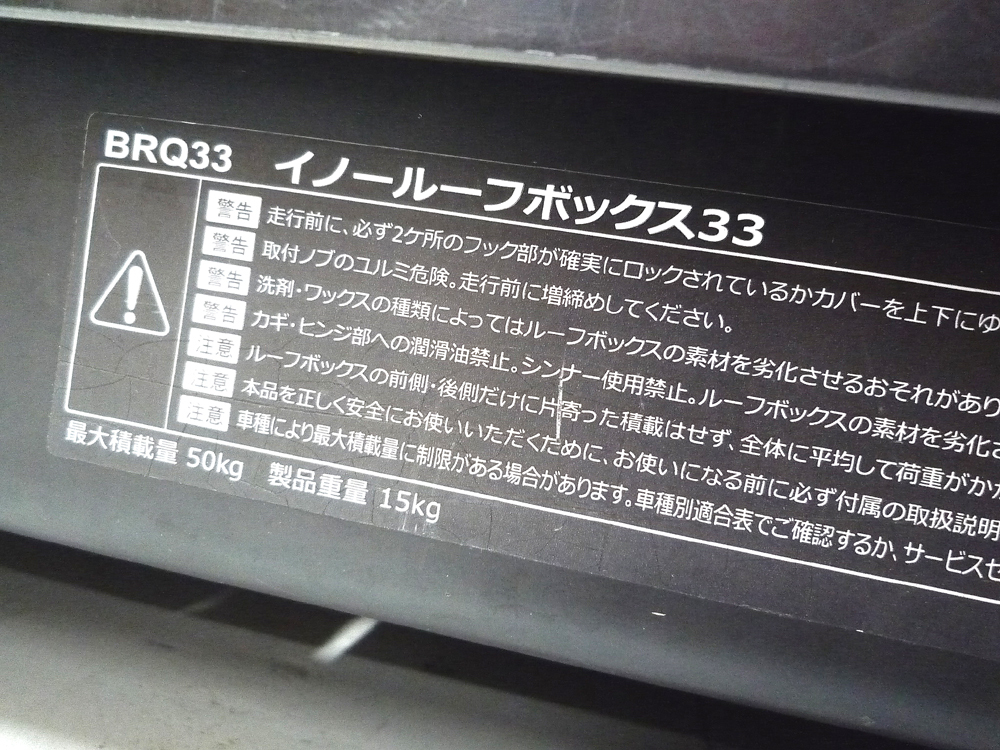 BRQ33 イノールーフボックス33
警告 走行前に、必ず2ケ所のフック部が確実にロックされているかカバーを上下にゆ
警告 取付ノブのユルミ危険。走行前に増締めしてください。
警告 洗剤・ワックスの種類によってはルーフボックスの素材を劣化させるおそれがあり
警告 カギ・ヒンジ部への潤滑油禁止。シンナー使用禁止。ルーフボックスの素材を劣化さ
注意 ルーフボックスの前側・後側だけに片寄った積載はせず、全体に平均して荷重がかか
注意 本品を正しく安全にお使いいただくために、お使いになる前に必ず付属の取扱説明
注意 車種により最大積載量に制限がある場合があります。車種別適合表でご確認するか、サービスセ
最大積載量 50kg 製品重量 15kg